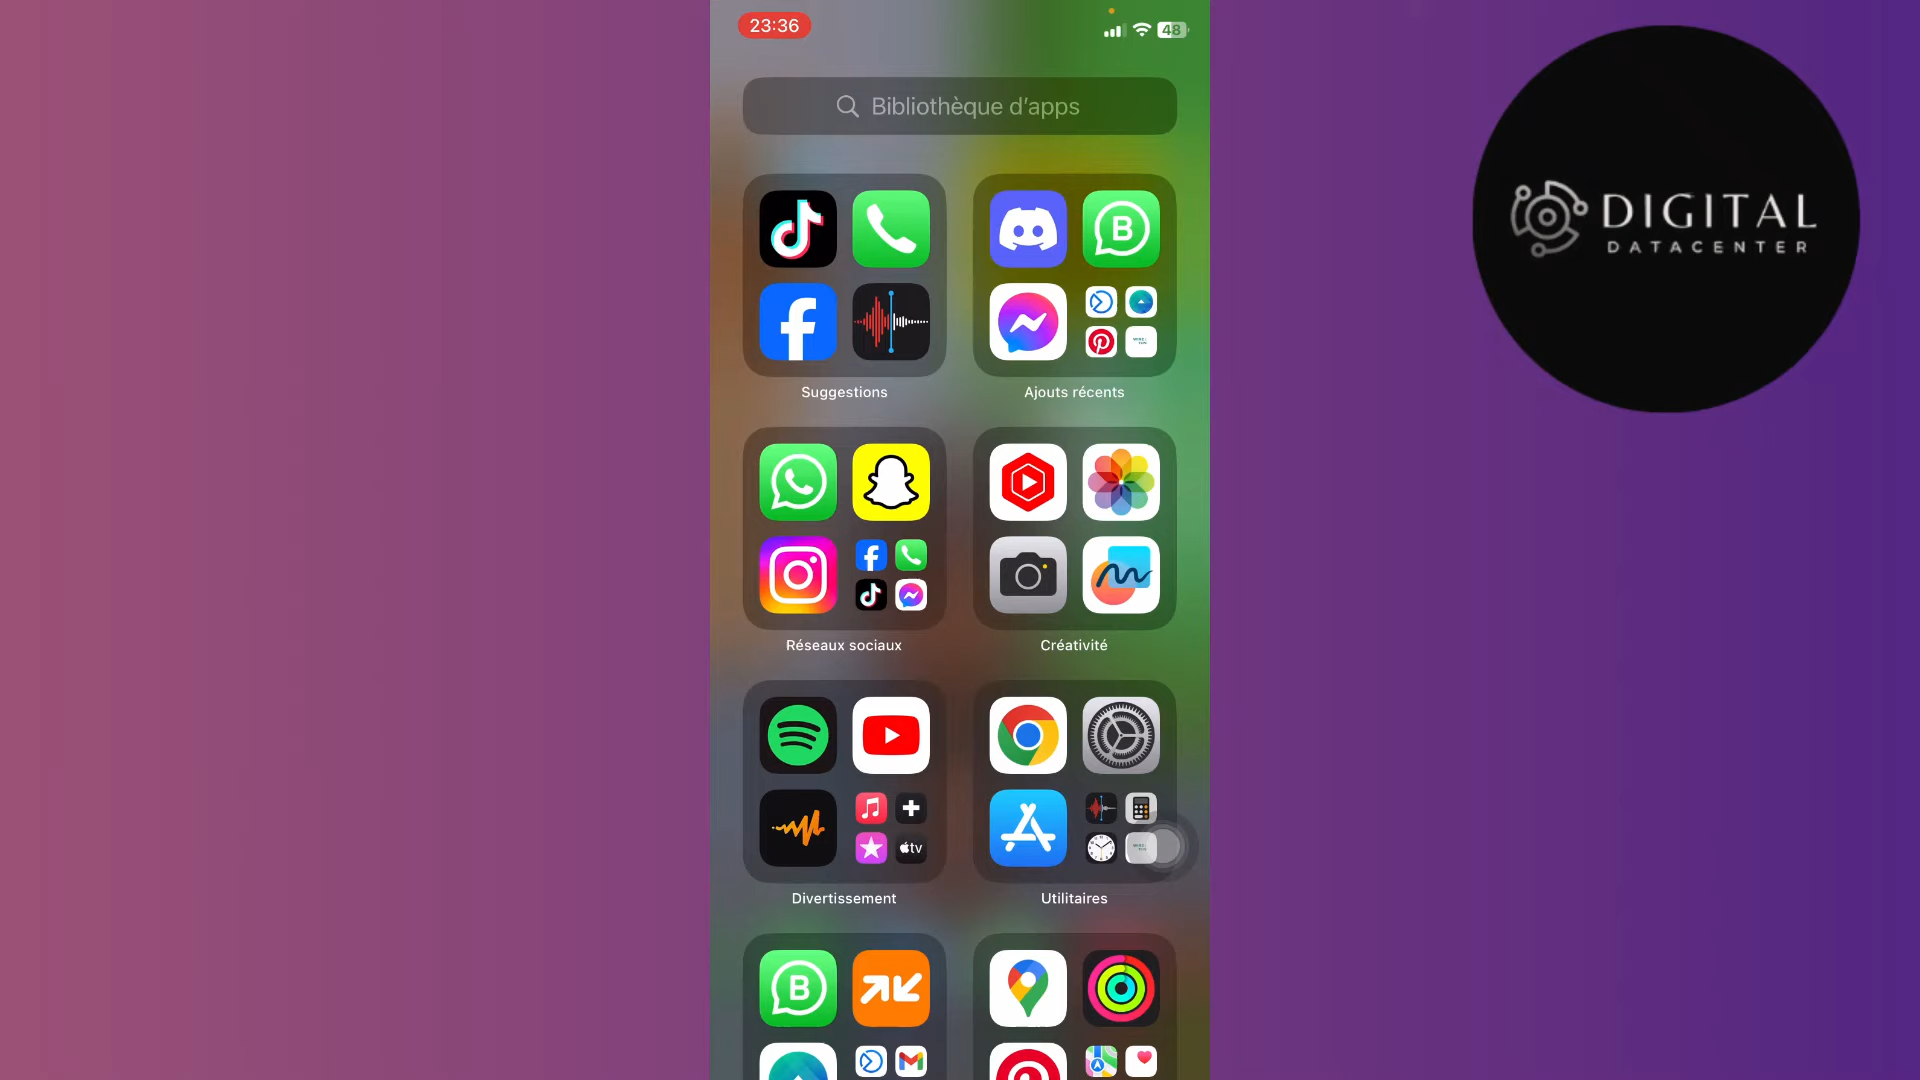 23:36
48
Bibliothèque d’apps
DIGITAL
DATACENTER
B
Suggestions
Ajouts récents
Réseaux sociaux
Créativité
tv
Divertissement
Utilitaires
B